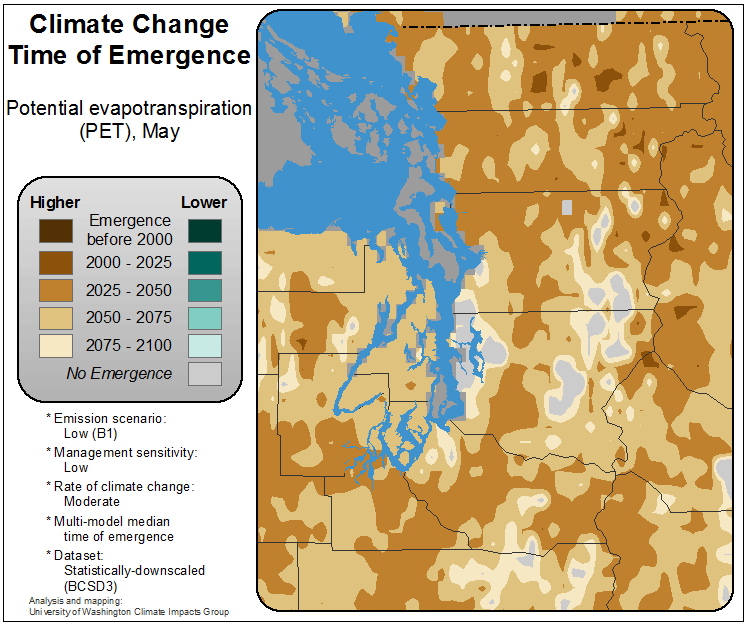 Climate Change
Time of Emergence
Potential evapotranspiration
(PET), May
Higher Lower
Emergence
before 2000
2000 - 2025
2025 - 2050
2050 - 2075
2075 - 2100
No Emergence
* Emission scenario:
Low (B1)
* Management sensitivity:
Low
* Rate of climate change:
Moderate
* Multi-model median
time of emergence
* Dataset:
Statistically-downscaled
(BCSD3)
Analysis and mapping:
University of Washington Climate Impacts Group